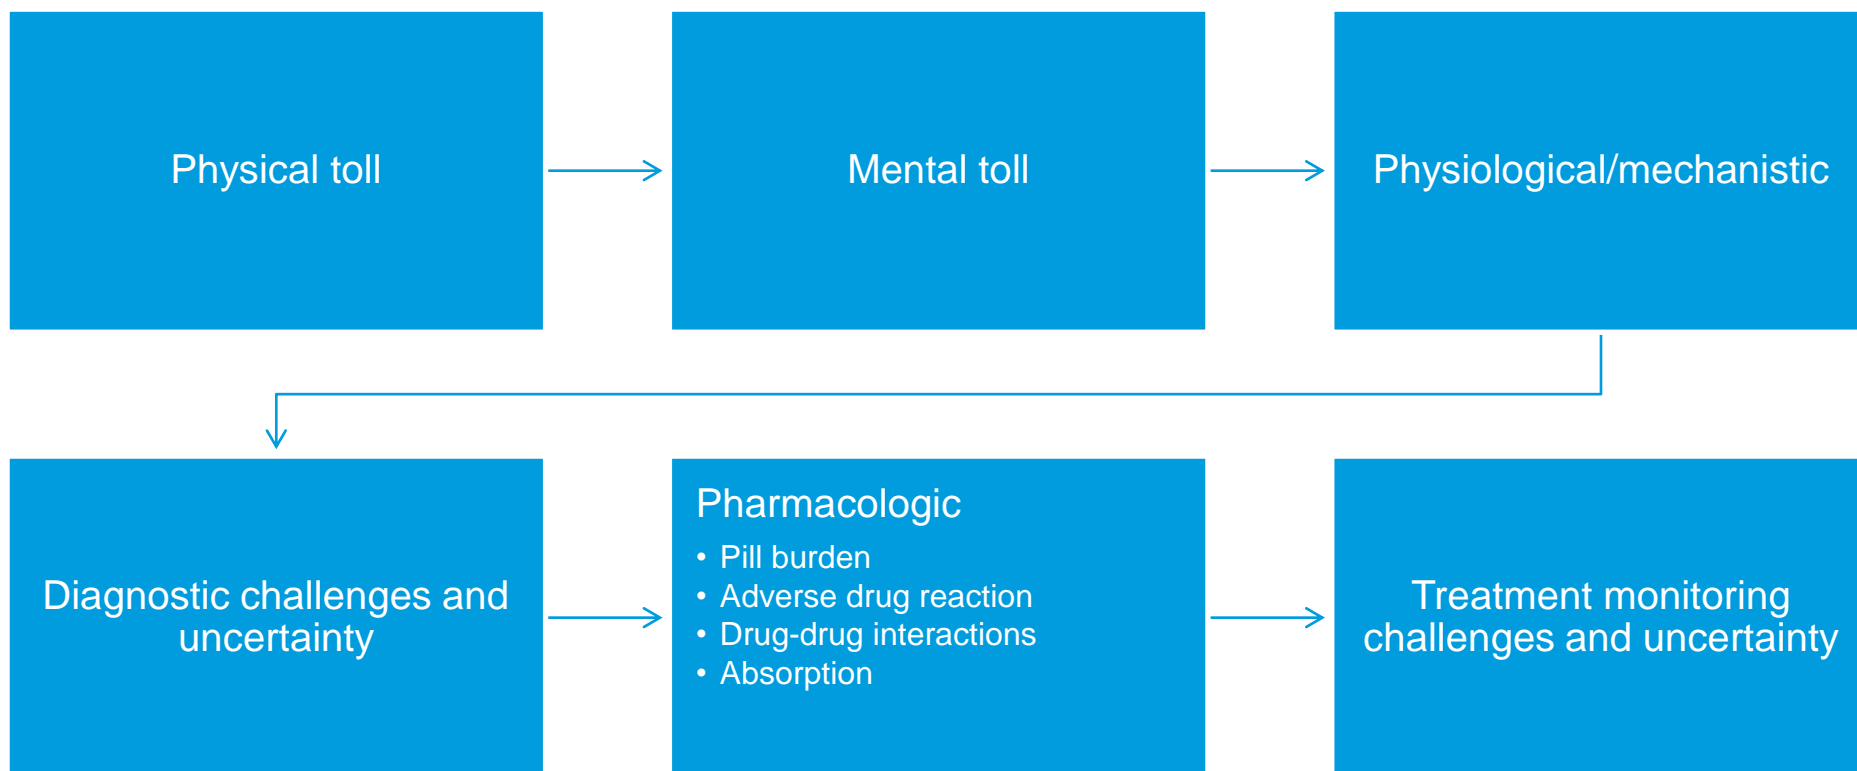 Physical toll
Mental toll
Physiological/mechanistic
Diagnostic challenges and
uncertainty
Pharmacologic
• Pill burden
• Adverse drug reaction
• Drug-drug interactions
• Absorption
Treatment monitoring
challenges and uncertainty